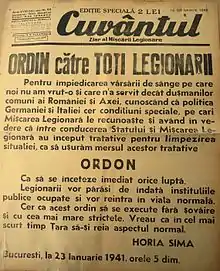 EDIȚIE SPECIALĂ 2 LEI
Cuvântul
Ziar al Mișcării Legionare
ORDIN către TOȚI LEGIONARII
Pentru împiedicarea vărsării de sânge pe care
noi nu am vrut-o și care n'a servit decât dușmanilor
comuni ai României și Axei, cunoscând că politica
Germaniei și Italiei cer condițiuni speciale, pe cari
Mișcarea Legionară le recunoaște și având în ve-
dere că între conducerea Statului și Mișcarea Le-
gionară au început tratative pentru limpezirea
situației, ca să ușurăm mersul acestor tratative
ORDON
Ca să se înceteze imediat orice luptă.
Legionarii vor părăsi de îndată instituțiile
publice ocupate și vor reintra în viața normală.
Cer ca acest ordin să se execute fără șovăire
și cu cea mai mare strictețe. Vreau ca în cel mai
scurt timp Țara să-și reia aspectul normal.
HORIA SIMA
București, la 23 Ianuarie 1941. orele 5 dim.